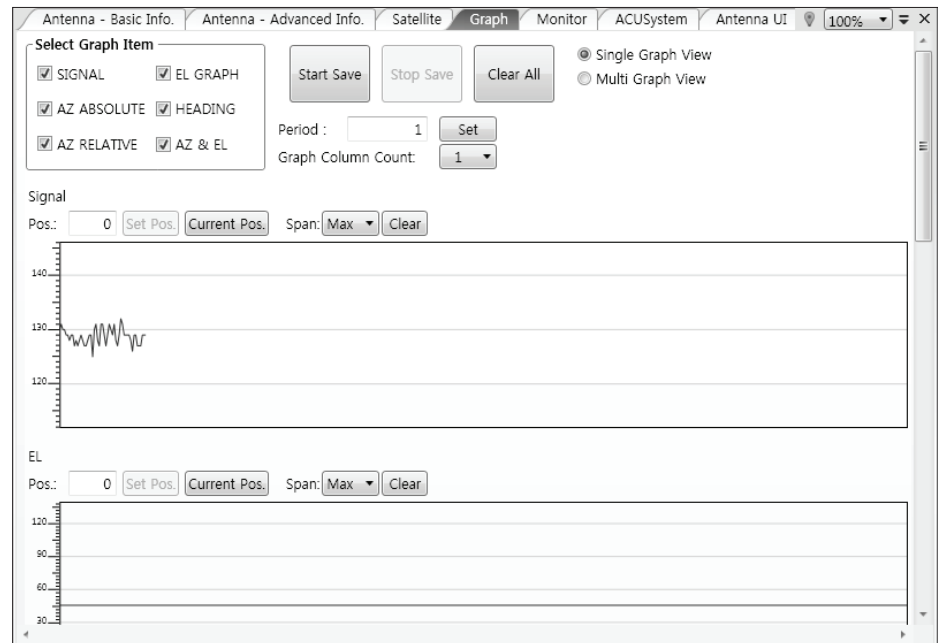 Antenna - Basic Info. Antenna - Advanced Info. Satellite Graph Monitor ACUSystem Antenna UI 100%
Select Graph Item
SIGNAL EL GRAPH
AZ ABSOLUTE HEADING
AZ RELATIVE AZ & EL
Start Save Stop Save Clear All
Single Graph View
Multi Graph View
Period : 1 Set
Graph Column Count: 1
Signal
Pos.: 0 Set Pos. Current Pos. Span: Max Clear
140
130
120
EL
Pos.: 0 Set Pos. Current Pos. Span: Max Clear
120
90
60
30